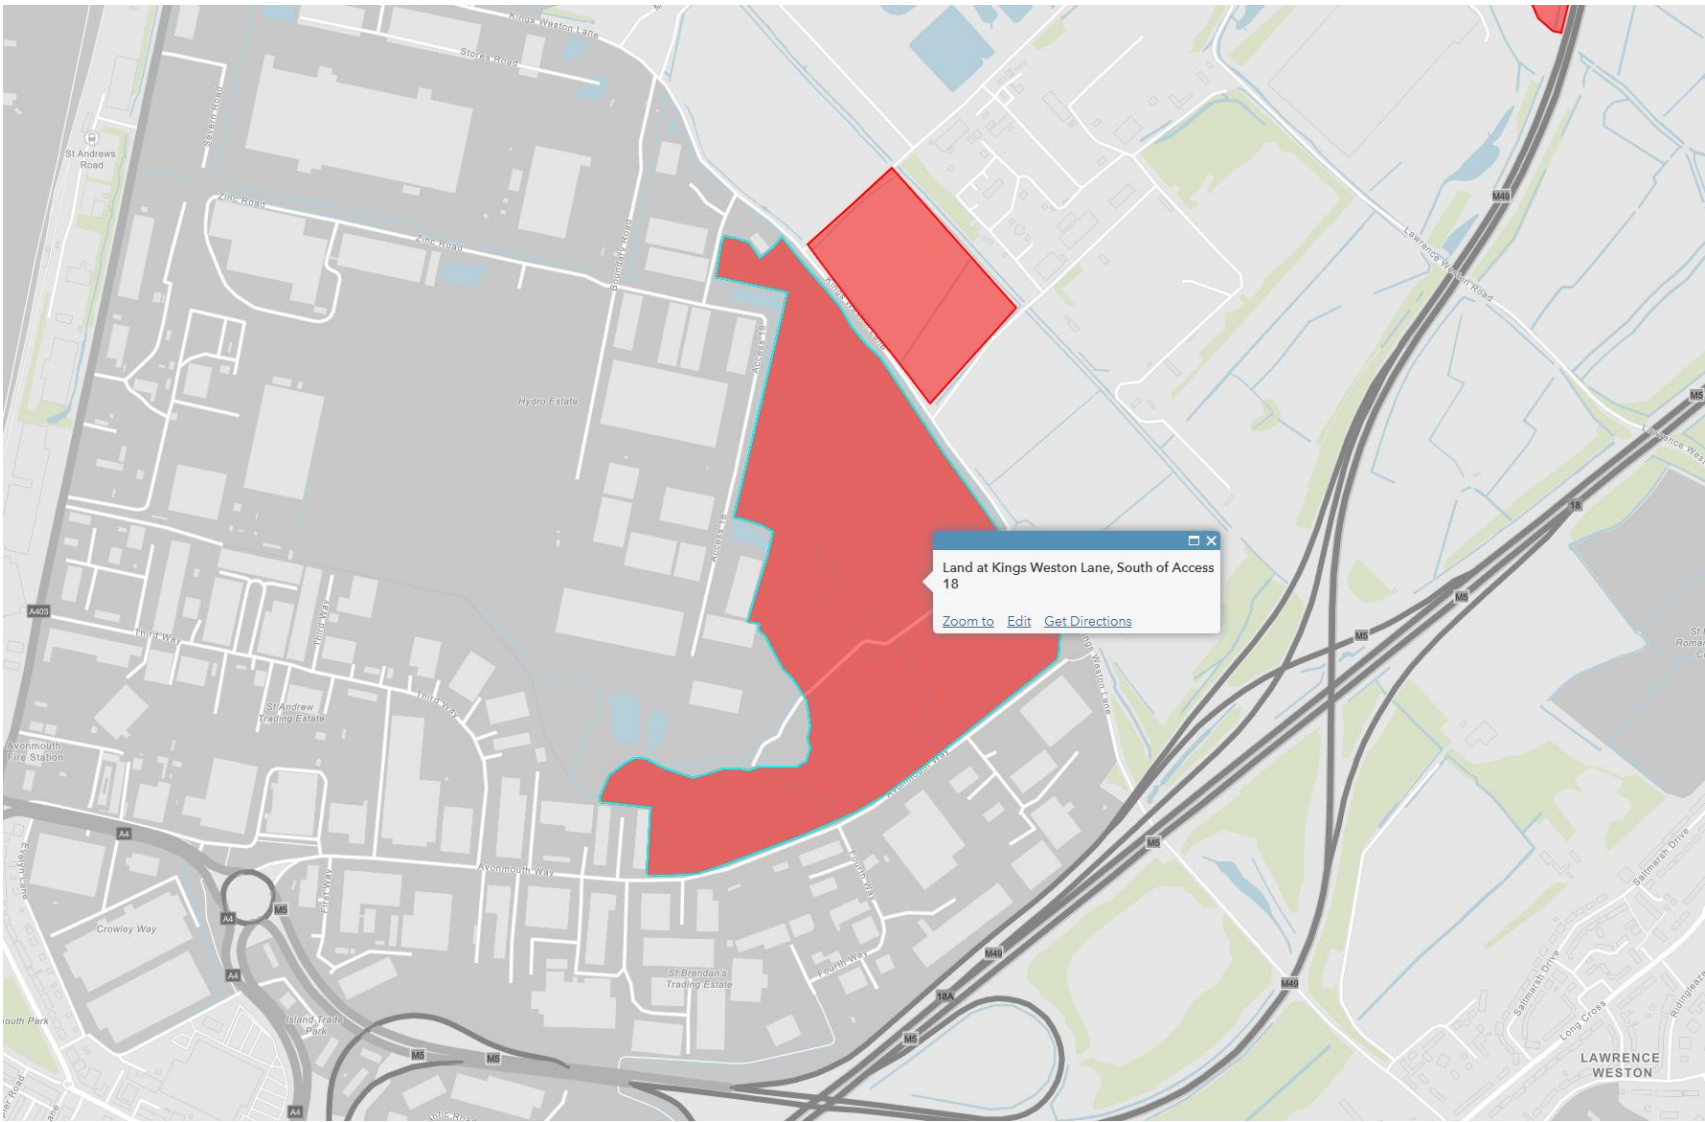 Kings Weston Lane
Stores Road
Severn Road
St Andrews
Road
M49
Zinc Road
Zinc Road
Boundary Road
Lawrence Weston Road
Kings Weston Lane
Access 18
M5
Hydro Estate
18
Access 18
Land at Kings Weston Lane, South of Access
18
Zoom to Edit Get Directions
M5
A403
Third Way
Third Way
M5
Kings Weston Lane
Third Way
St Andrew
Trading Estate
Avonmouth
Fire Station
Avonmouth Way
A4
M5
Saltmarsh Drive
Evelyn Lane
Avonmouth Way
Fourth Way
First Way
A4
M5
Crowley Way
Fourth Way
M49
St Brendan's
Trading Estate
A4
M49
18A
Saltmarsh Drive
Long Cross
Island Trade
Park
M5
M5
M5
LAWRENCE
WESTON
A4